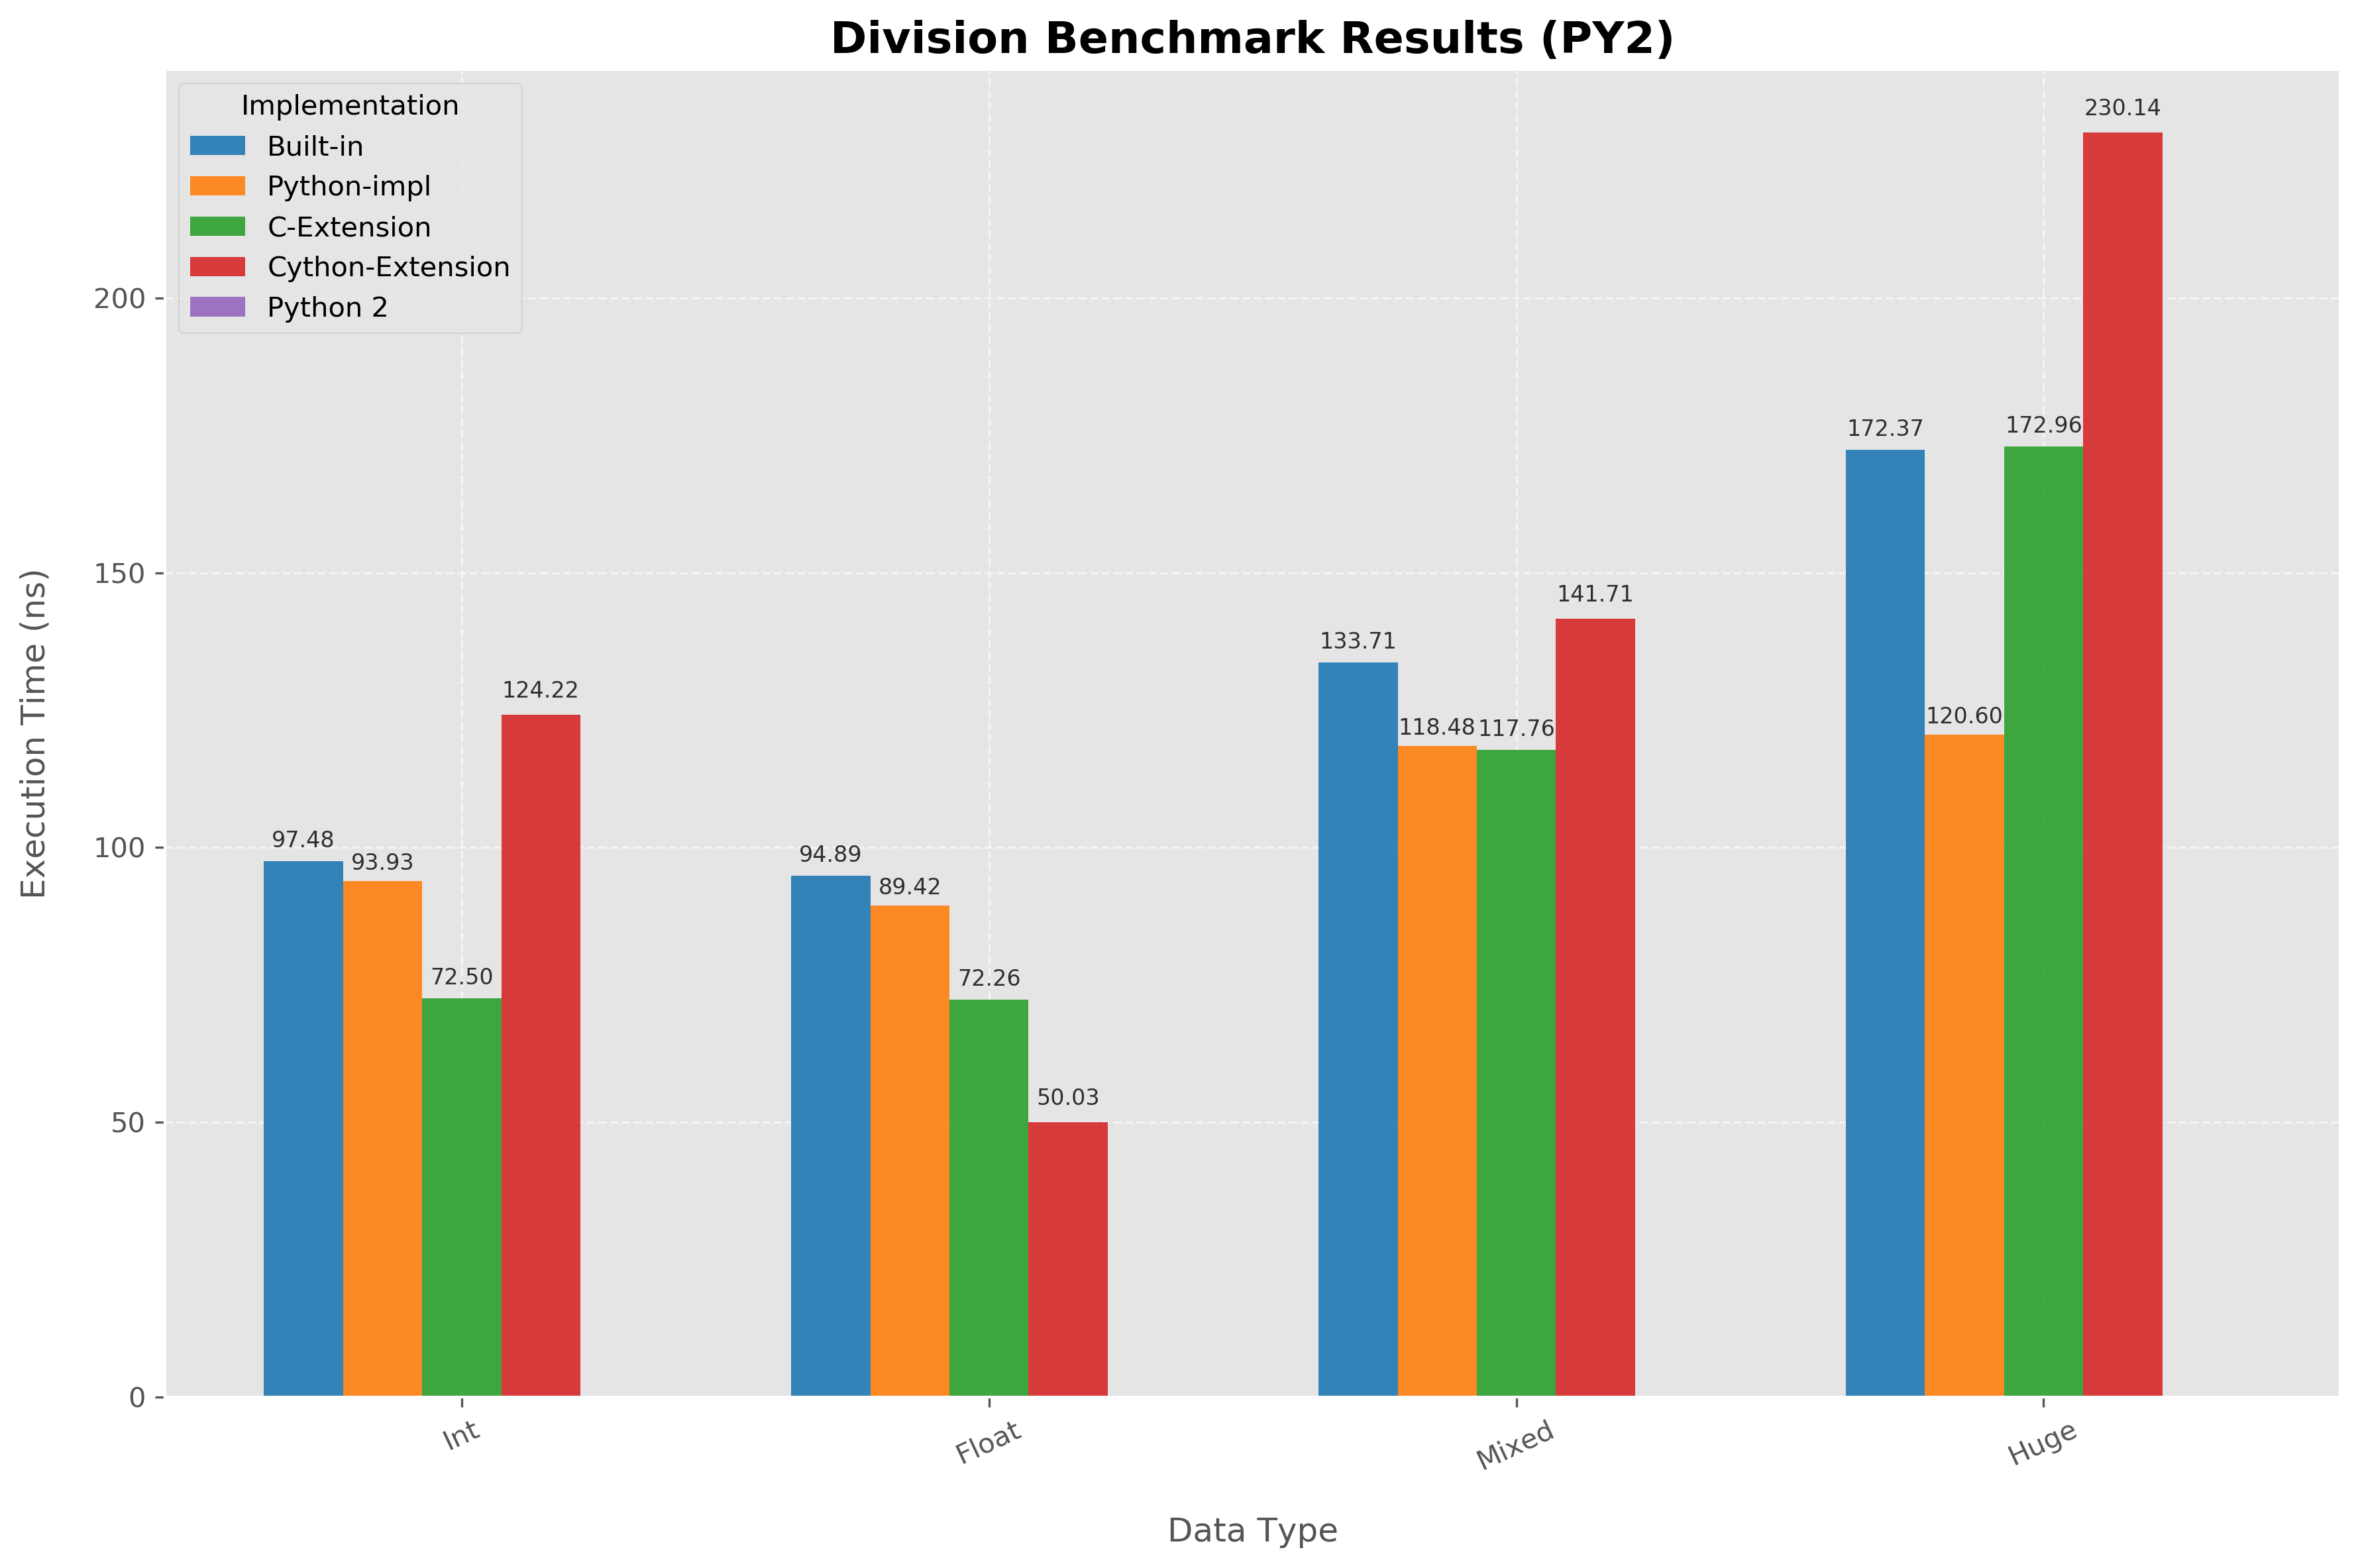 Division Benchmark Results (PY2)
Implementation
Built-in
Python-impl
C-Extension
Cython-Extension
Python 2
Execution Time (ns)
200
150
100
50
0
97.48
93.93
72.50
124.22
94.89
89.42
72.26
50.03
133.71
118.48
117.76
141.71
172.37
120.60
172.96
230.14
Int
Float
Mixed
Huge
Data Type